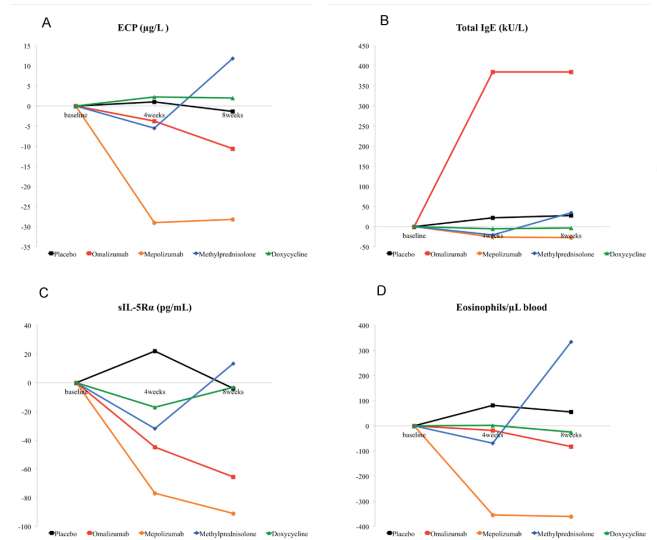 A
ECP (µg/L )
15
10
5
0
-5
-10
-15
-20
-25
-30
-35
baseline
4weeks
8weeks
Placebo Omalizumab Mepolizumab Methylprednisolone Doxycycline
B
Total IgE (kU/L)
450
400
350
300
250
200
150
100
50
0
-50
baseline
4weeks
8weeks
Placebo Omalizumab Mepolizumab Methylprednisolone Doxycycline
C
sIL-5Rα (pg/mL)
40
20
0
-20
-40
-60
-80
-100
baseline
4weeks
8weeks
Placebo Omalizumab Mepolizumab Methylprednisolone Doxycycline
D
Eosinophils/µL blood
400
300
200
100
0
-100
-200
-300
-400
baseline
4weeks
8weeks
Placebo Omalizumab Mepolizumab Methylprednisolone Doxycycline